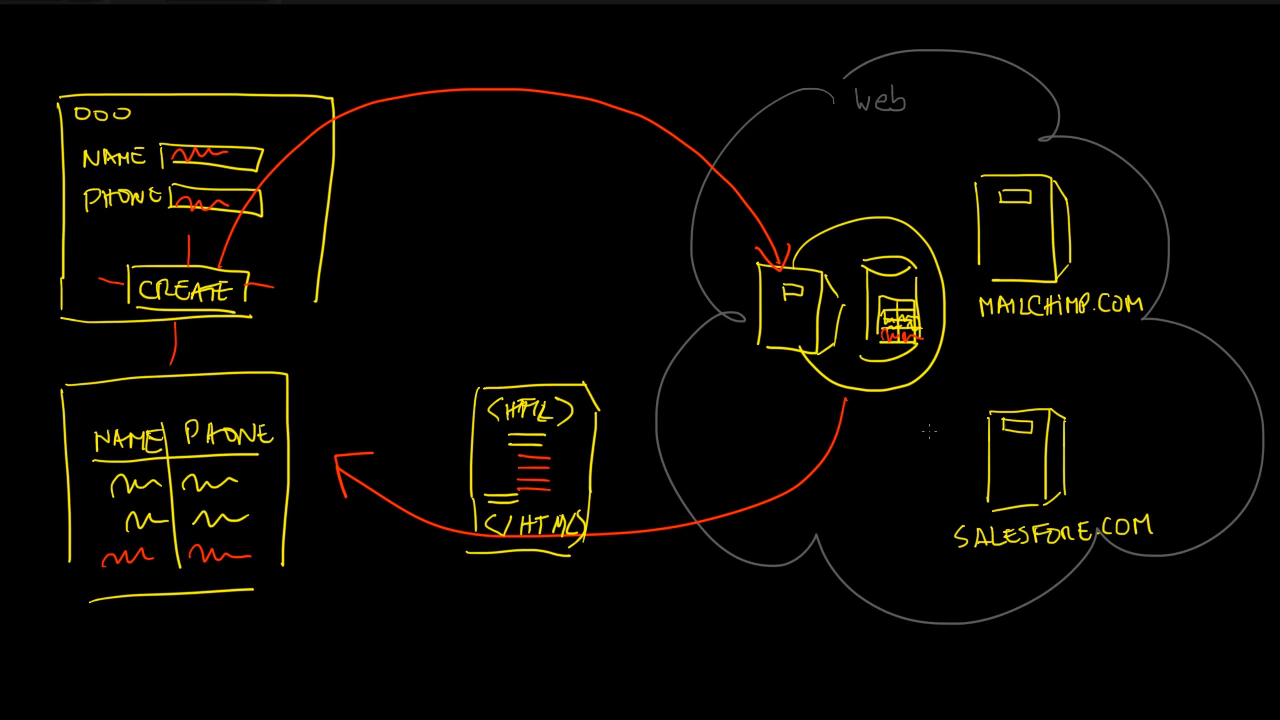 web
NAME
PHONE
CREATE
MAILCHIMP.COM
NAME PHONE
<HTML>
</HTML>
SALESFORE.COM